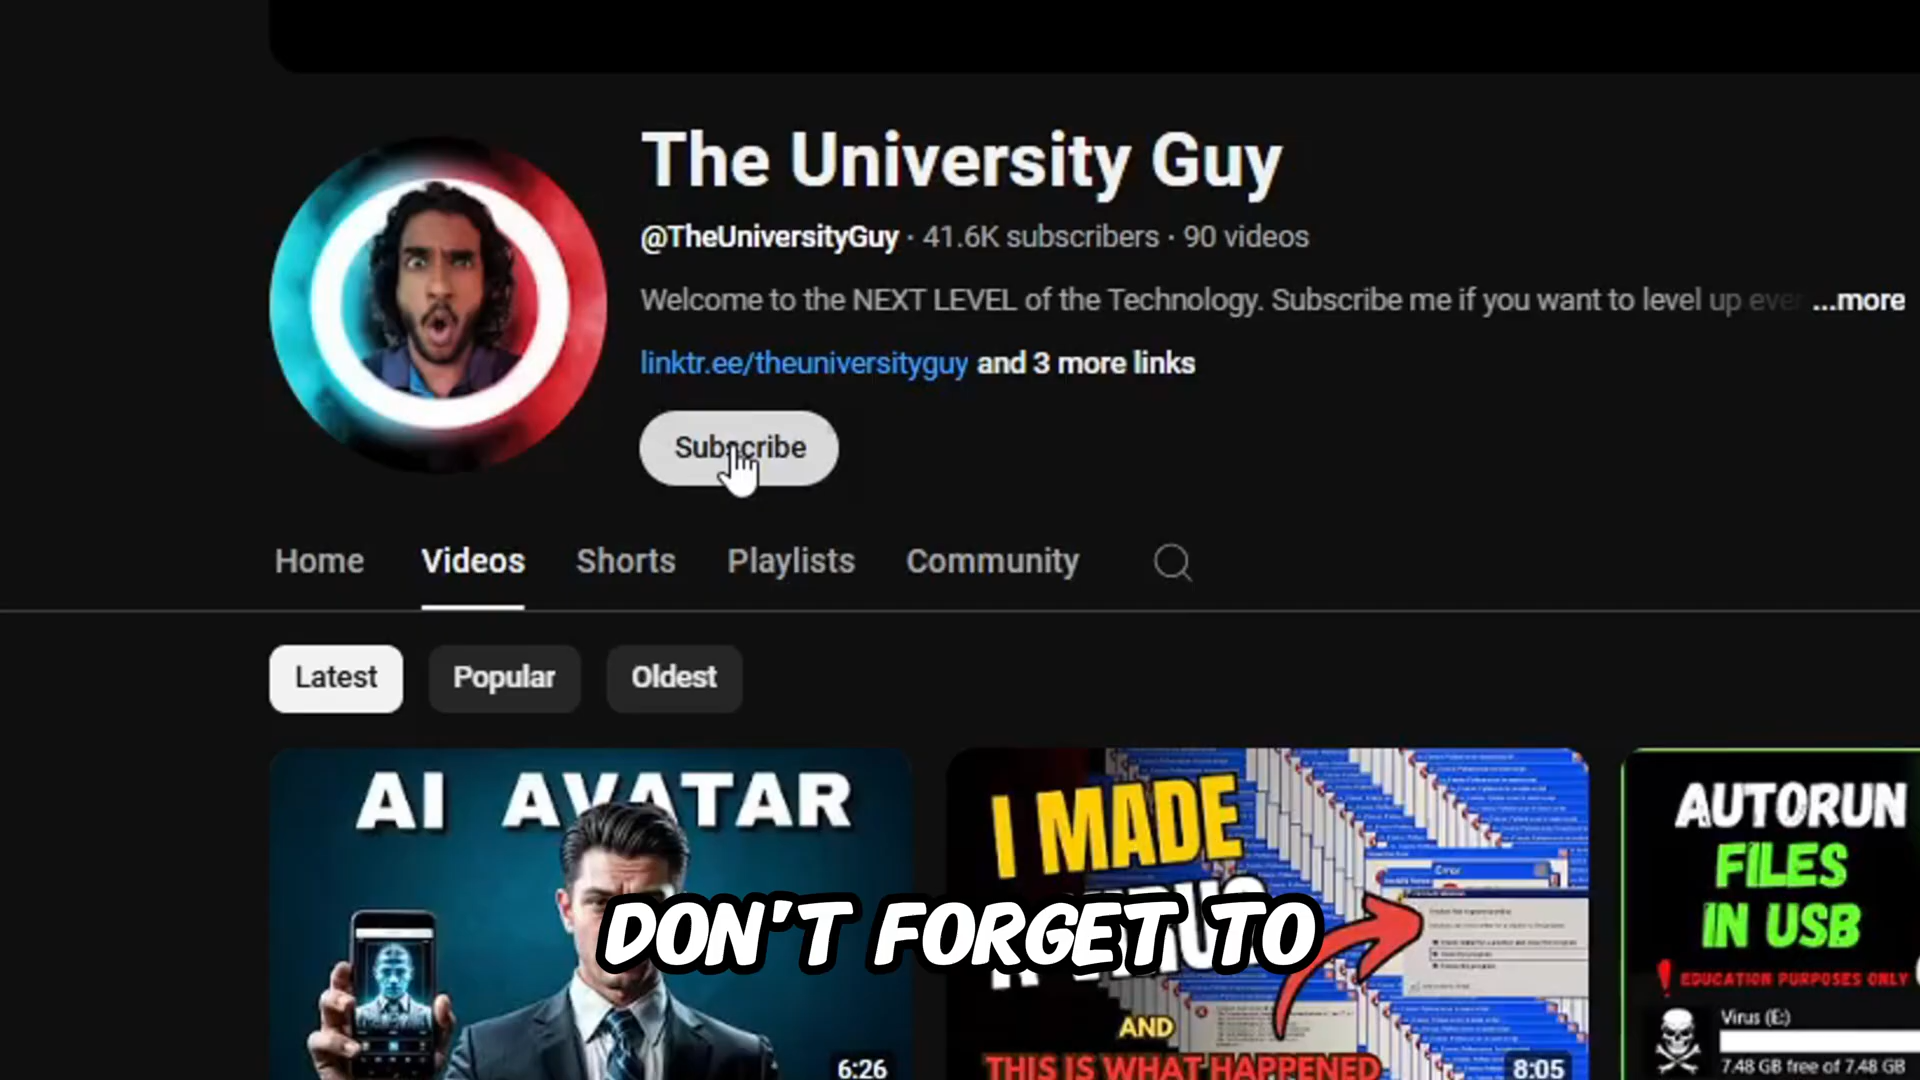 The University Guy
@TheUniversityGuy · 41.6K subscribers · 90 videos
Welcome to the NEXT LEVEL of the Technology. Subscribe me if you want to level up ever ...more
linktr.ee/theuniversityguy and 3 more links
Subscribe
Home Videos Shorts Playlists Community
Latest Popular Oldest
AI AVATAR
6:26
I MADE
A VIRUS
AND
THIS IS WHAT HAPPENED
8:05
Error
AUTORUN
FILES
IN USB
! EDUCATION PURPOSES ONLY
Virus (E:)
7.48 GB free of 7.48 GB
DON'T FORGET TO